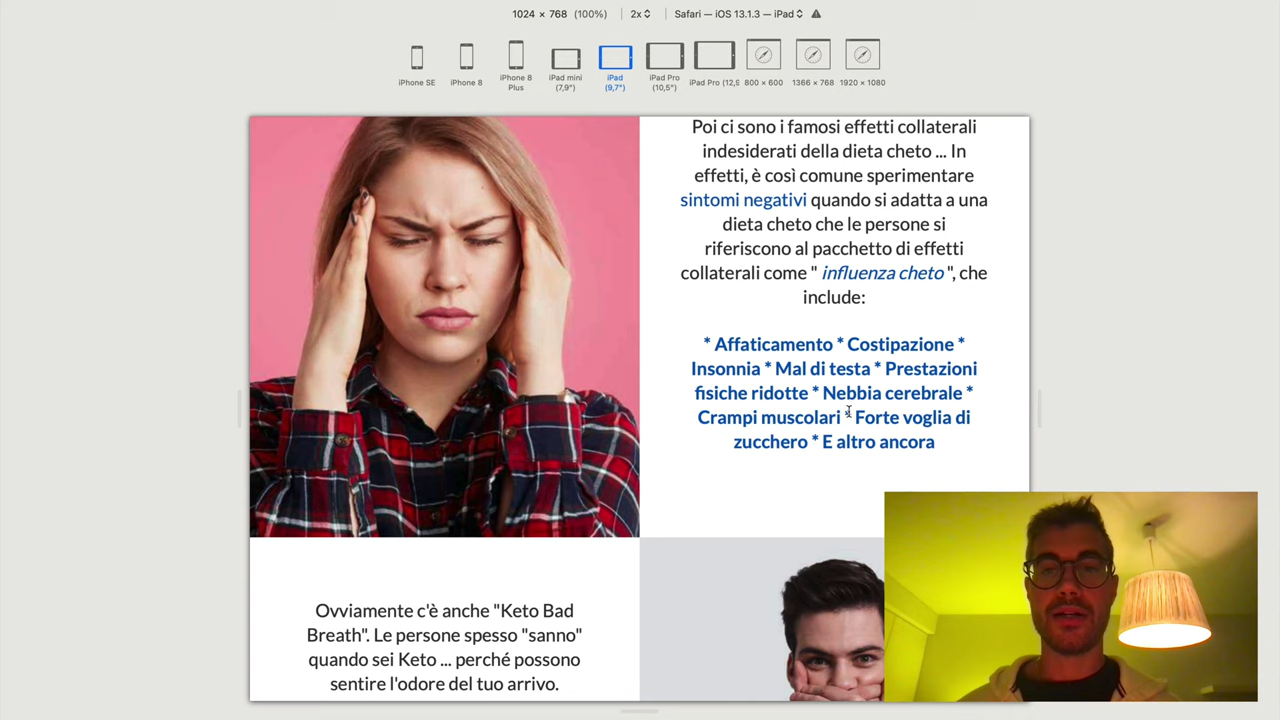 1024 × 768 (100%)
2x
Safari — iOS 13.1.3 — iPad
iPhone SE
iPhone 8
iPhone 8
Plus
iPad mini
(7,9")
iPad
(9,7")
iPad Pro
(10,5")
iPad Pro (12,9
800 × 600
1366 × 768
1920 × 1080
Poi ci sono i famosi effetti collaterali
indesiderati della dieta cheto ... In
effetti, è così comune sperimentare
sintomi negativi quando si adatta a una
dieta cheto che le persone si
riferiscono al pacchetto di effetti
collaterali come " influenza cheto ", che
include:
* Affaticamento * Costipazione *
Insonnia * Mal di testa * Prestazioni
fisiche ridotte * Nebbia cerebrale *
Crampi muscolari * Forte voglia di
zucchero * E altro ancora
Ovviamente c'è anche "Keto Bad
Breath". Le persone spesso "sanno"
quando sei Keto ... perché possono
sentire l'odore del tuo arrivo.